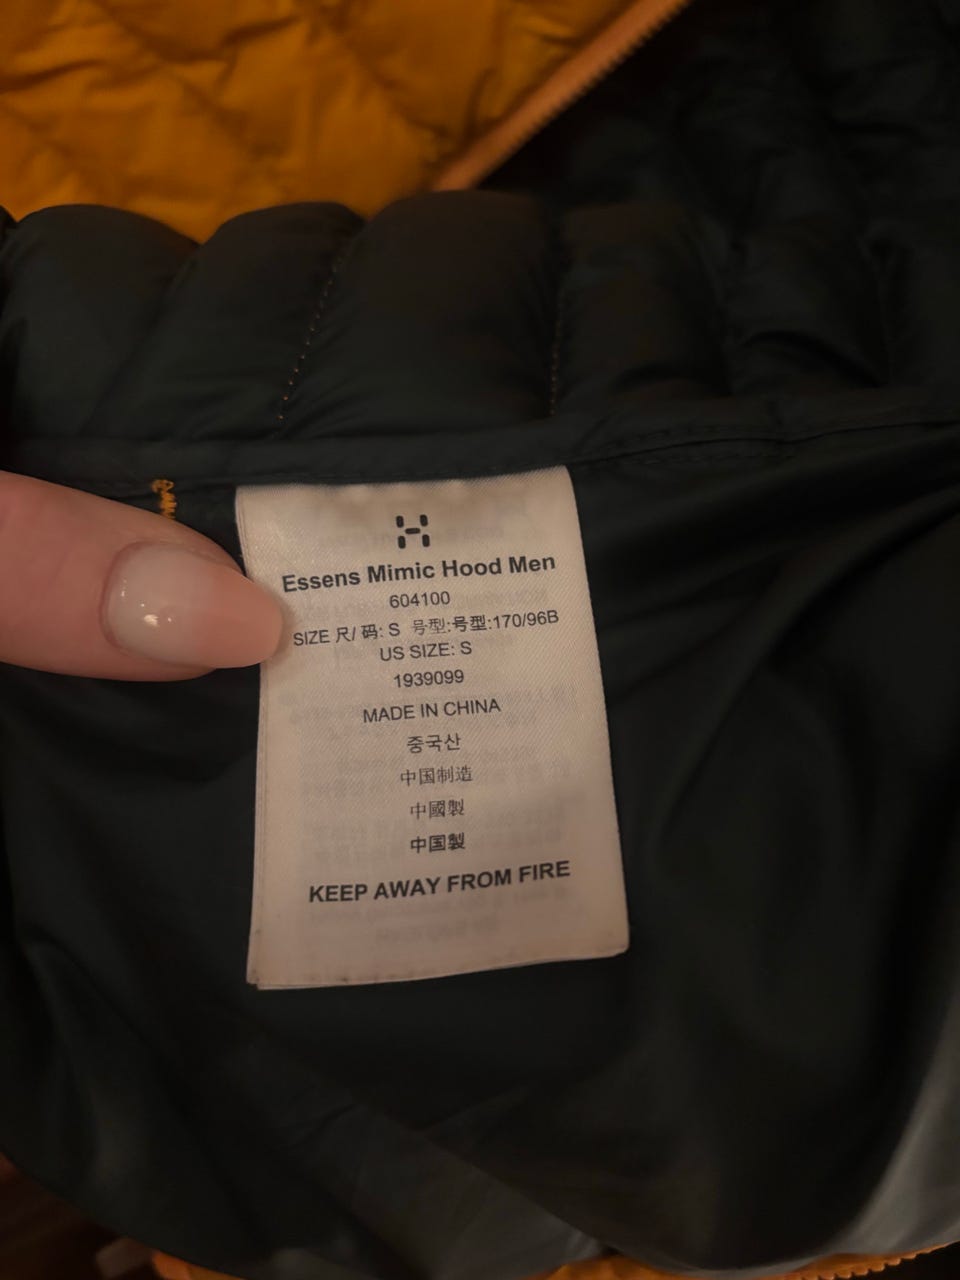 Essens Mimic Hood Men
604100
SIZE 尺/ 码: S 号型:号型:170/96B
US SIZE: S
1939099
MADE IN CHINA
중국산
中国制造
中國製
中国製
KEEP AWAY FROM FIRE